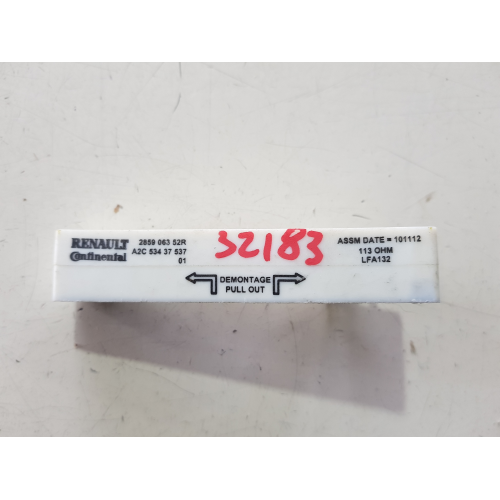 RENAULT 2859 063 52R 32183 ASSM DATE = 101112
Continental A2C 534 37 537 113 OHM
01 LFA132
DEMONTAGE
PULL OUT